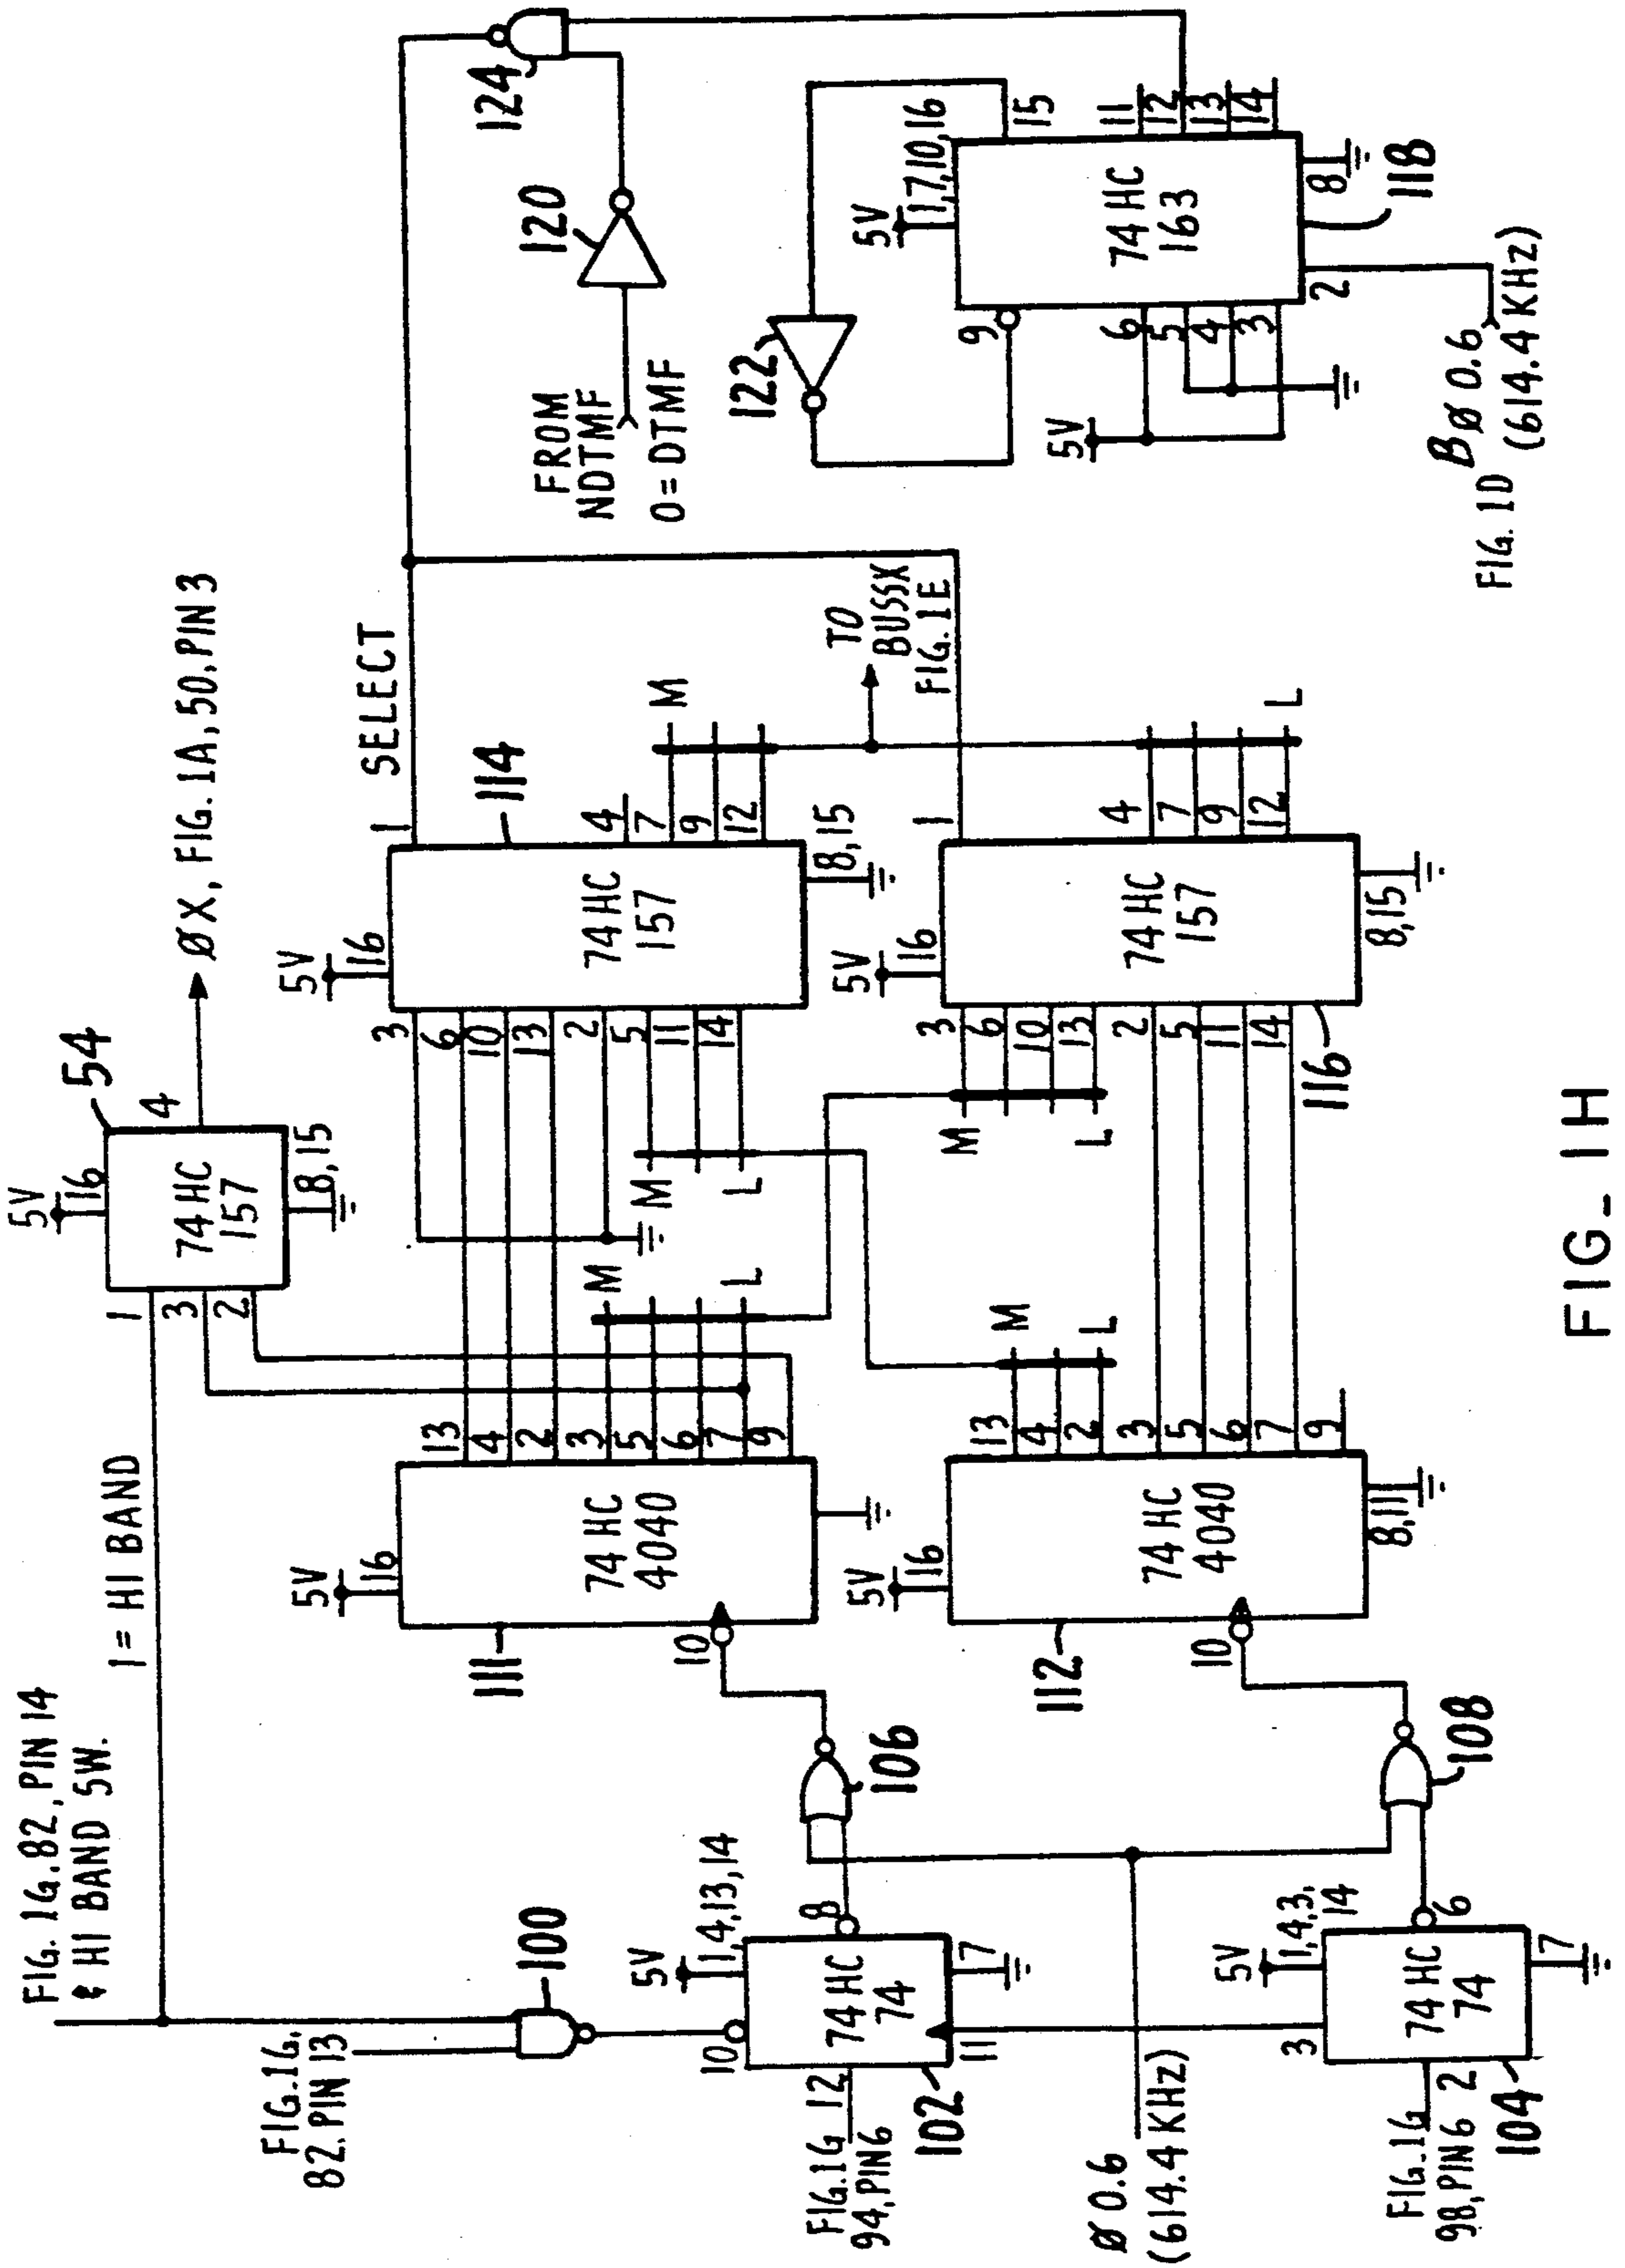 FIG. 1G. 82, PIN 14
& HI BAND SW.
1 = HI BAND
FIG. 1G.
82. PIN 13
100
5V
16
54
1
3
2
74 HC
157
4
8,15
ØX, FIG. 1A, 50, PIN 3
5V
1,4,13,14
10
74 HC
74
8
7
11
12
FIG. 1G
94, PIN 6
102
Ø 0.6
(614.4 KHz)
5V
1,4,3,
14
3
74 HC
74
6
7
2
FIG. 1G
98, PIN 6
104
106
108
5V
16
111
10
74 HC
4040
13
4
2
3
5
6
7
9
M
L
5V
16
112
10
74 HC
4040
8,11
13
4
2
3
5
6
7
9
M
L
5V
16
3
6
10
13
2
5
11
14
M
L
74 HC
157
114
1
SELECT
4
7
9
12
8,15
M
5V
16
3
6
10
13
2
5
11
14
M
L
74 HC
157
116
1
4
7
9
12
8,15
L
TO
BUSSX
FIG. 1E
FROM
NDTMF
0 = DTMF
120
124
122
5V
1,7,10,16
15
9
74 HC
163
11
12
13
14
6
5
4
3
5V
2
8
118
BØ 0.6
FIG. 1D (614.4 KHz)
FIG_ 1H